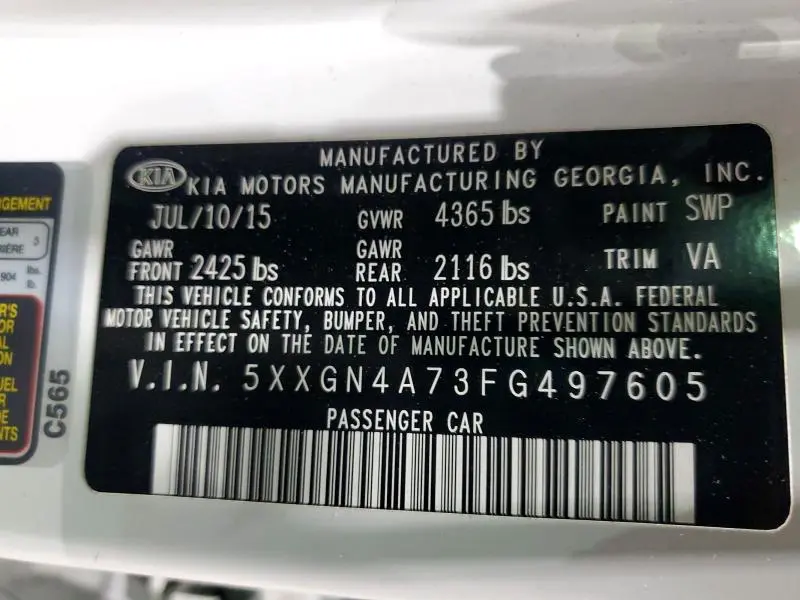 MANUFACTURED BY
KIA KIA MOTORS MANUFACTURING GEORGIA, INC.
JUL/10/15 GVWR 4365 lbs PAINT SWP
GAWR FRONT 2425 lbs GAWR REAR 2116 lbs TRIM VA
THIS VEHICLE CONFORMS TO ALL APPLICABLE U.S.A. FEDERAL
MOTOR VEHICLE SAFETY, BUMPER, AND THEFT PREVENTION STANDARDS
IN EFFECT ON THE DATE OF MANUFACTURE SHOWN ABOVE.
V.I.N. 5XXGN4A73FG497605
PASSENGER CAR
C565
904 lbs.